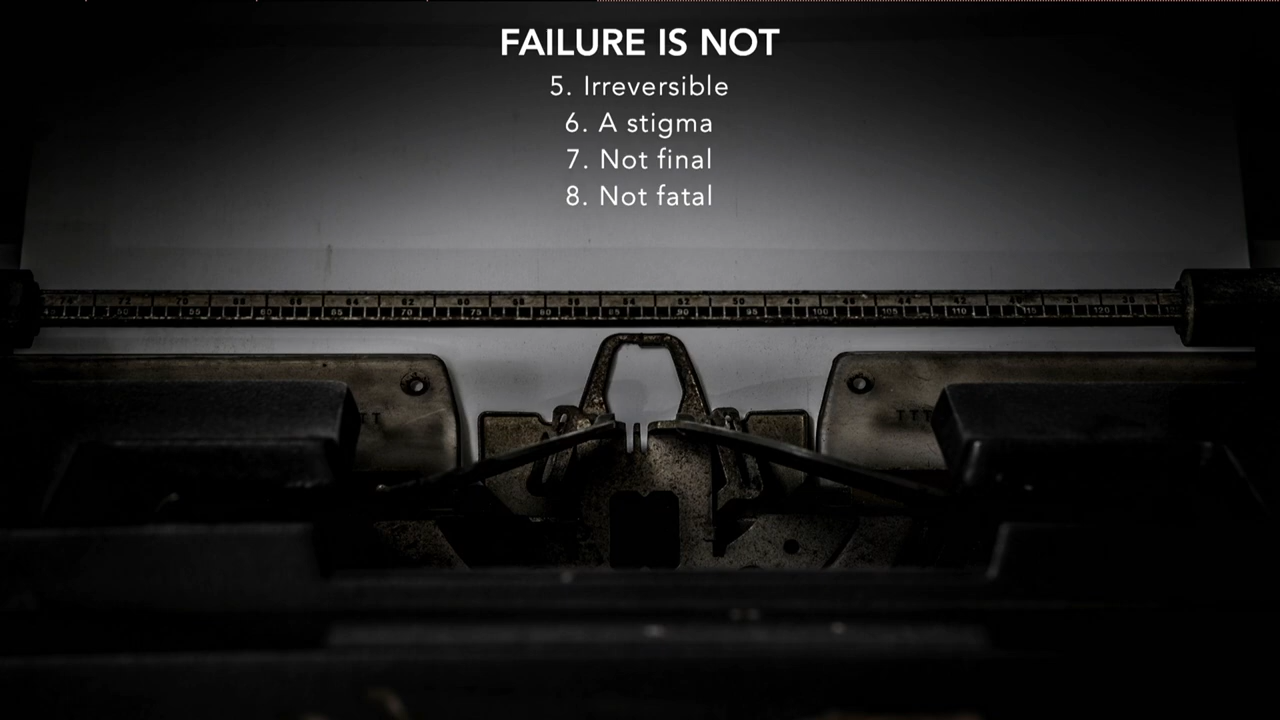 FAILURE IS NOT
5. Irreversible
6. A stigma
7. Not final
8. Not fatal